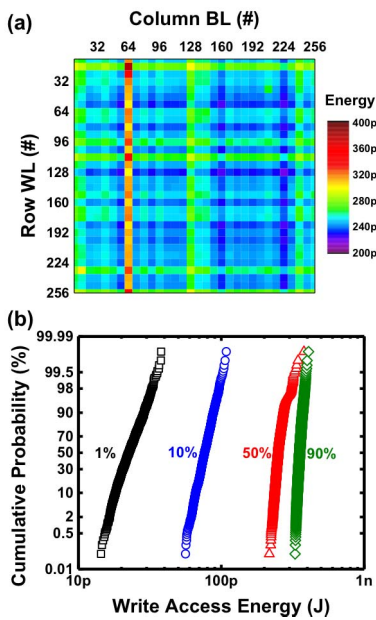 (a)
Column BL (#)
32 64 96 128 160 192 224 256
Row WL (#)
32
64
96
128
160
192
224
256
Energy
400p
360p
320p
280p
240p
200p
(b)
Cumulative Probability (%)
99.99
99.5
98
90
70
50
30
10
2
0.5
0.01
1%
10%
50%
90%
10p 100p 1n
Write Access Energy (J)